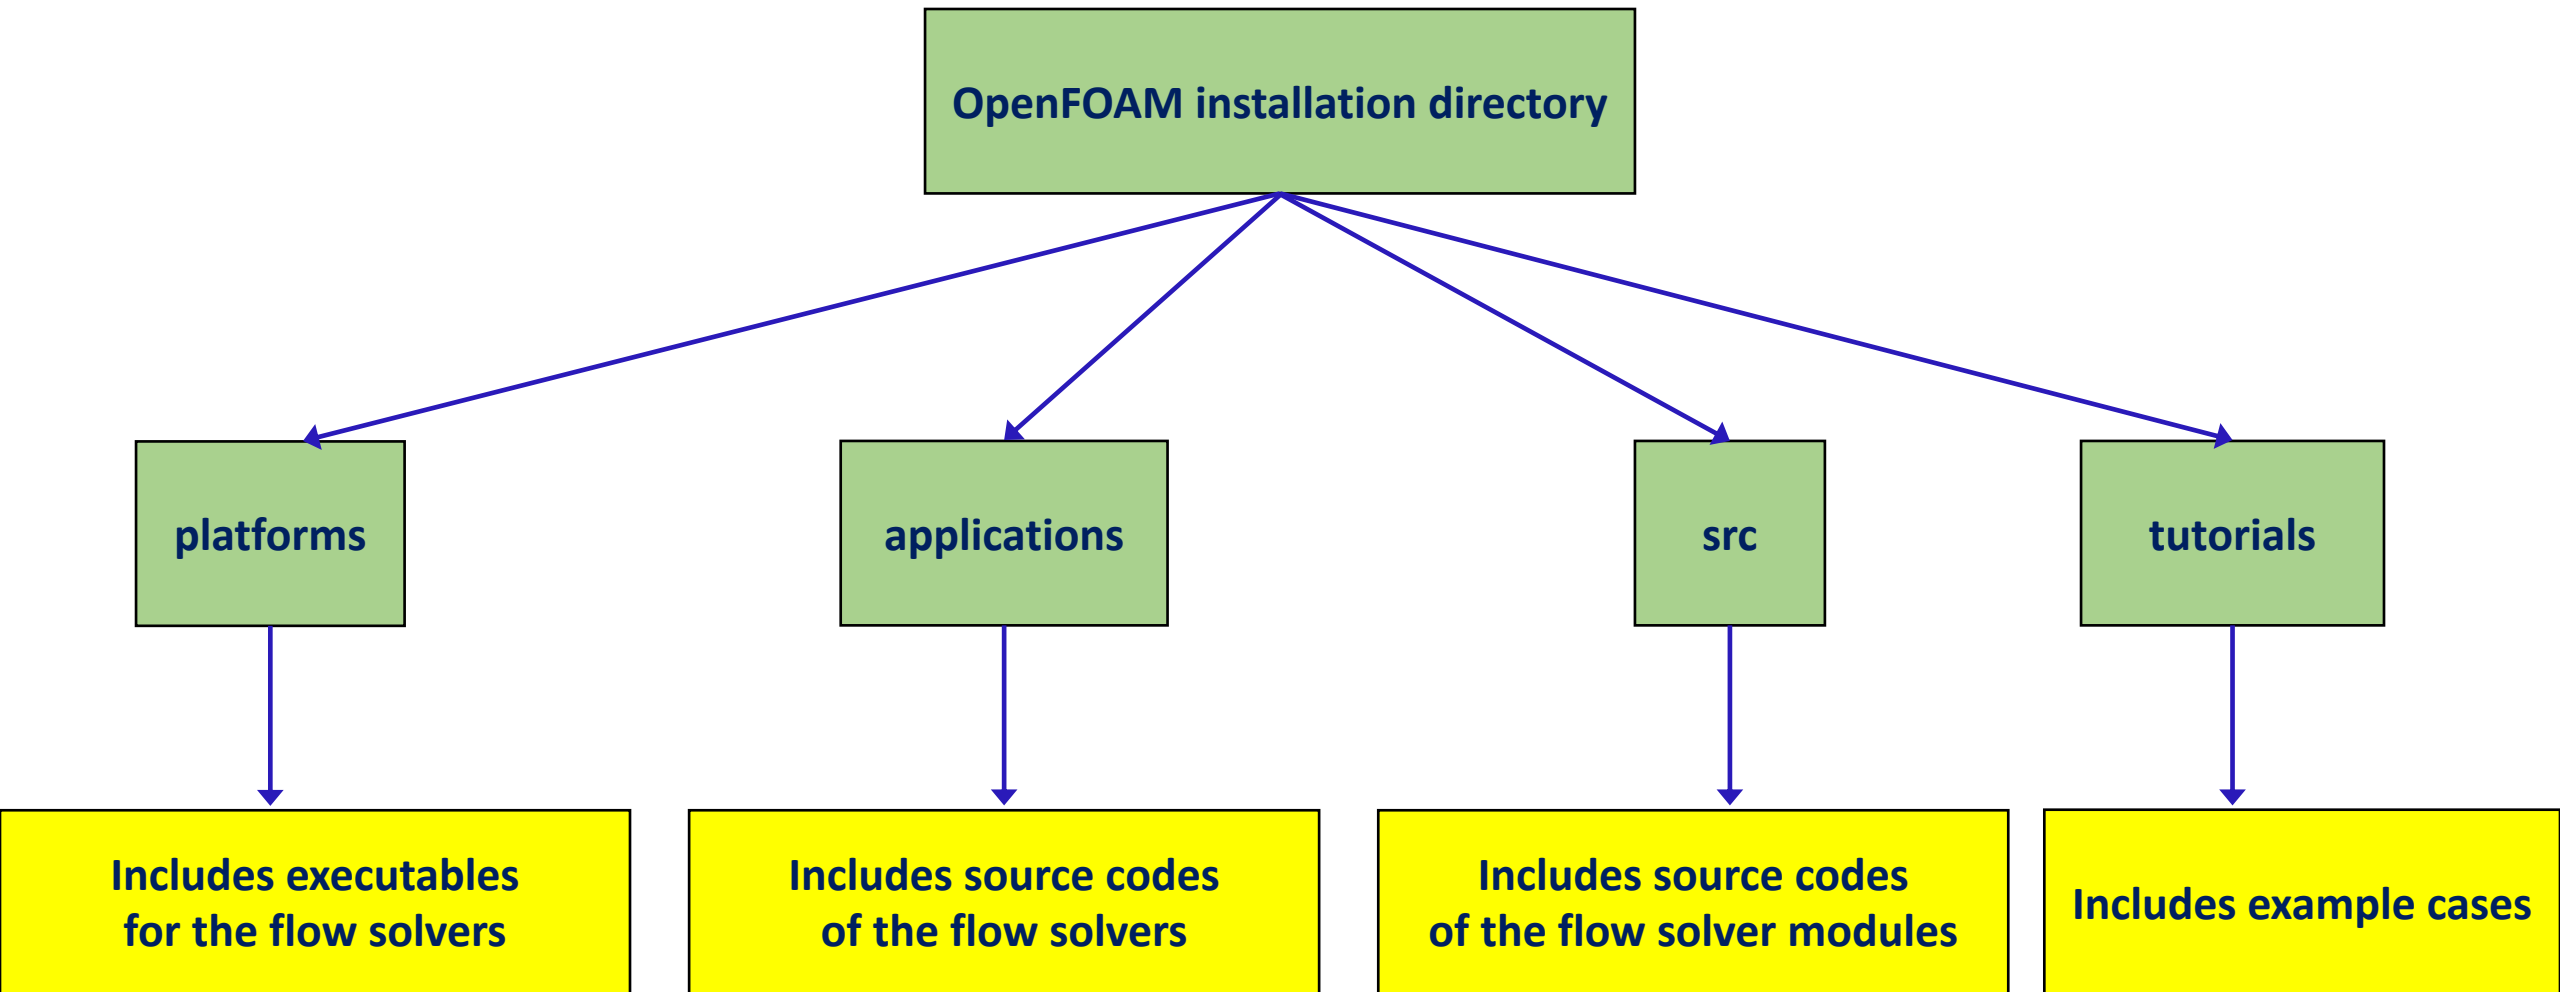 OpenFOAM installation directory
platforms
applications
src
tutorials
Includes executables
for the flow solvers
Includes source codes
of the flow solvers
Includes source codes
of the flow solver modules
Includes example cases